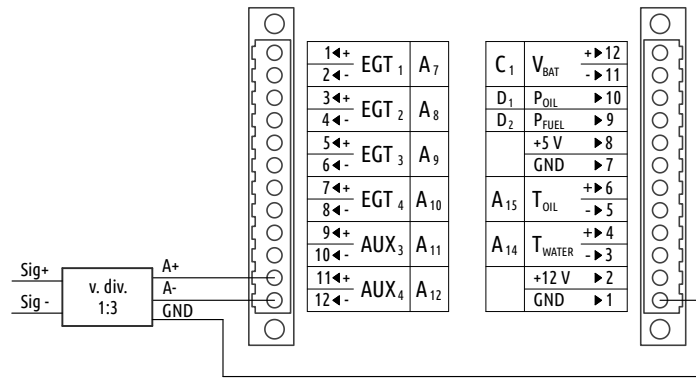 1◀+ EGT 1 A7
2◀-
3◀+ EGT 2 A8
4◀-
5◀+ EGT 3 A9
6◀-
7◀+ EGT 4 A10
8◀-
9◀+ AUX3 A11
10◀-
11◀+ AUX4 A12
12◀-
C1 VBAT +▶12
-▶11
D1 POIL ▶10
D2 PFUEL ▶9
+5 V ▶8
GND ▶7
A15 TOIL +▶6
-▶5
A14 TWATER +▶4
-▶3
+12 V ▶2
GND ▶1
Sig+
Sig -
v. div.
1:3
A+
A-
GND